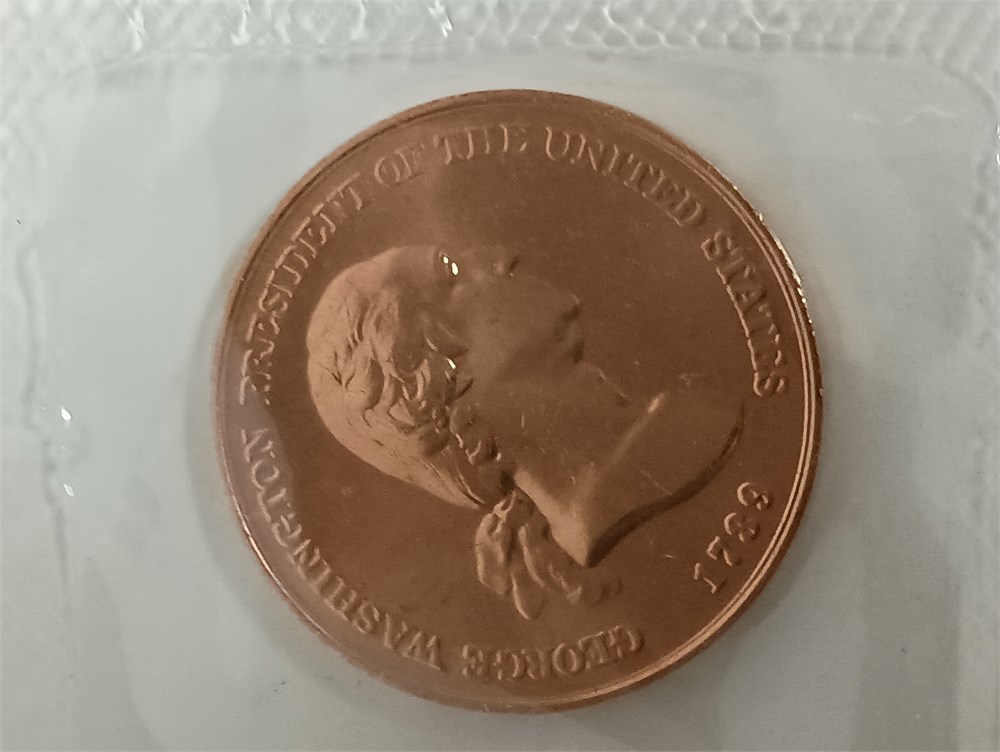 GEORGE WASHINGTON PRESIDENT OF THE UNITED STATES
1789